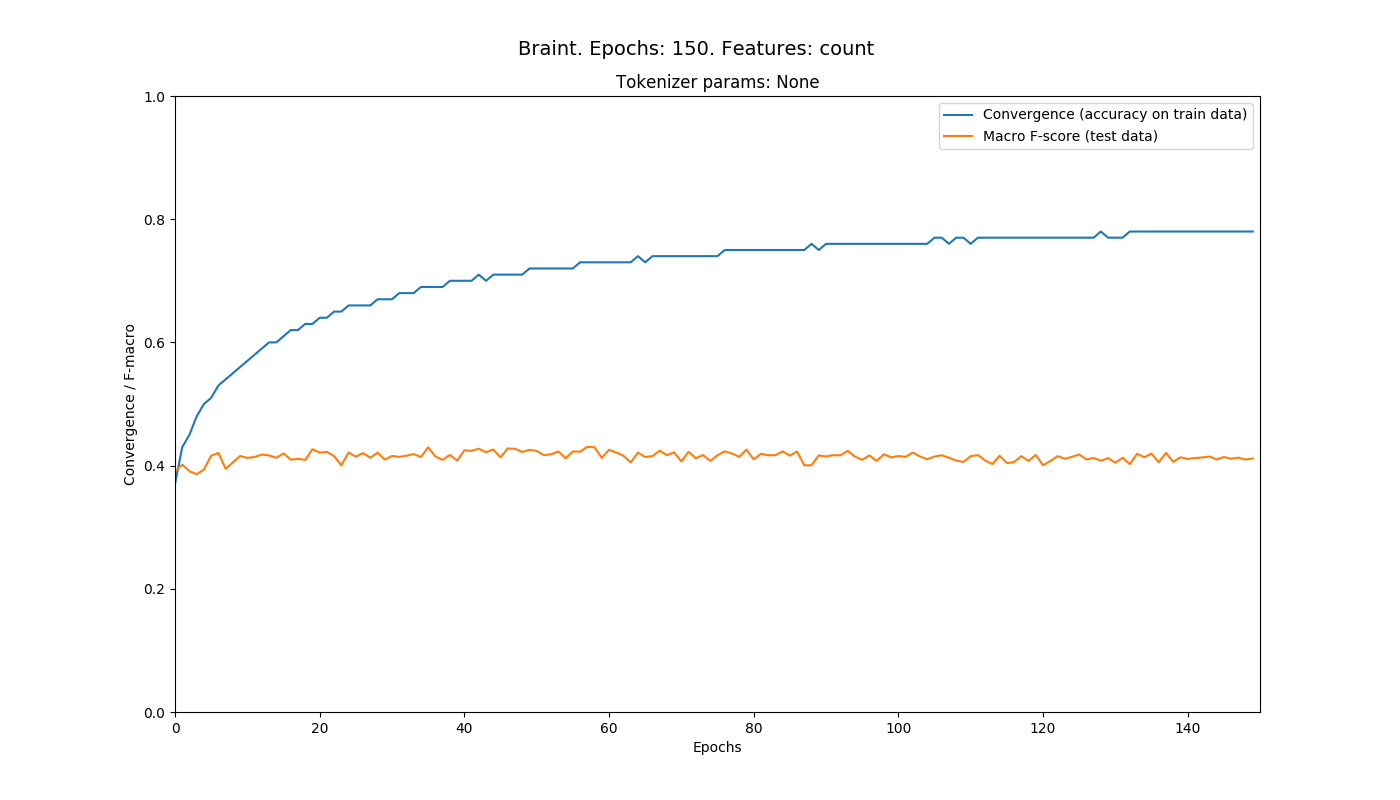 Braint. Epochs: 150. Features: count
Tokenizer params: None
Convergence (accuracy on train data)
Macro F-score (test data)
Convergence / F-macro
1.0
0.8
0.6
0.4
0.2
0.0
0 20 40 60 80 100 120 140
Epochs